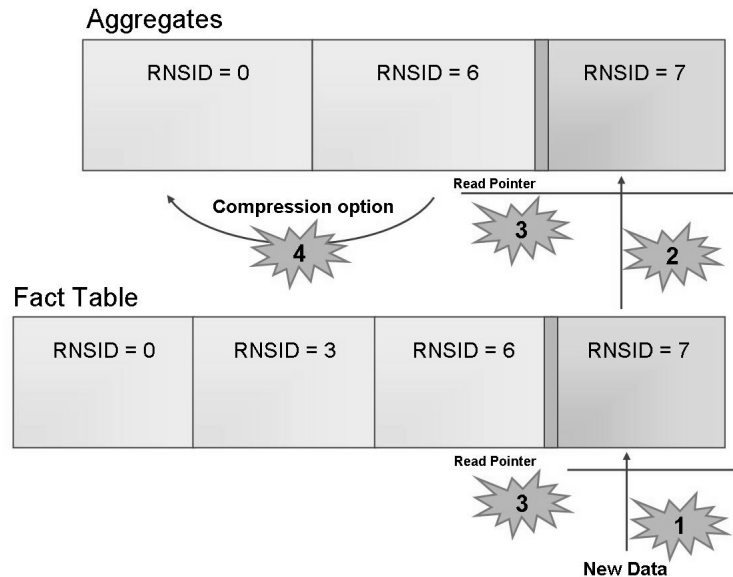 Aggregates
RNSID = 0
RNSID = 6
RNSID = 7
Read Pointer
Compression option
3
4
2
Fact Table
RNSID = 0
RNSID = 3
RNSID = 6
RNSID = 7
Read Pointer
3
1
New Data